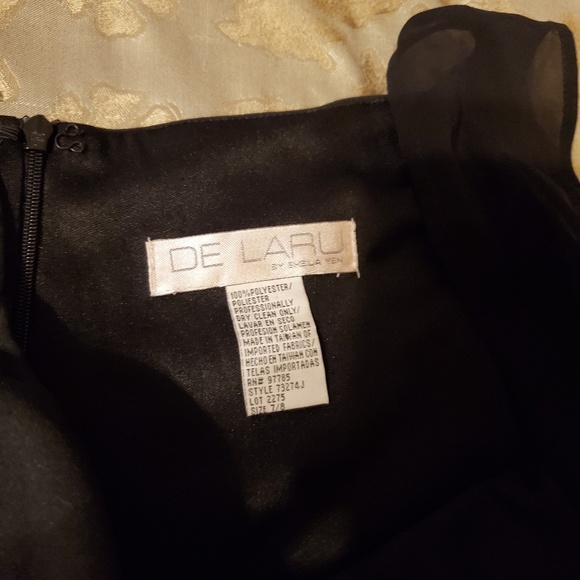 DE LARU
BY SHEILA YEN
100%POLYESTER/
POLIESTER
PROFESSIONALLY
DRY CLEAN ONLY/
LAVAR EN SECO
PROFESION SOLAMEN
MADE IN TAIWAN OF
IMPORTED FABRICS/
HECHO EN TAIWAN CON
TELAS IMPORTADAS
RN# 97785
STYLE 73274J
LOT 2275
SIZE 7/8